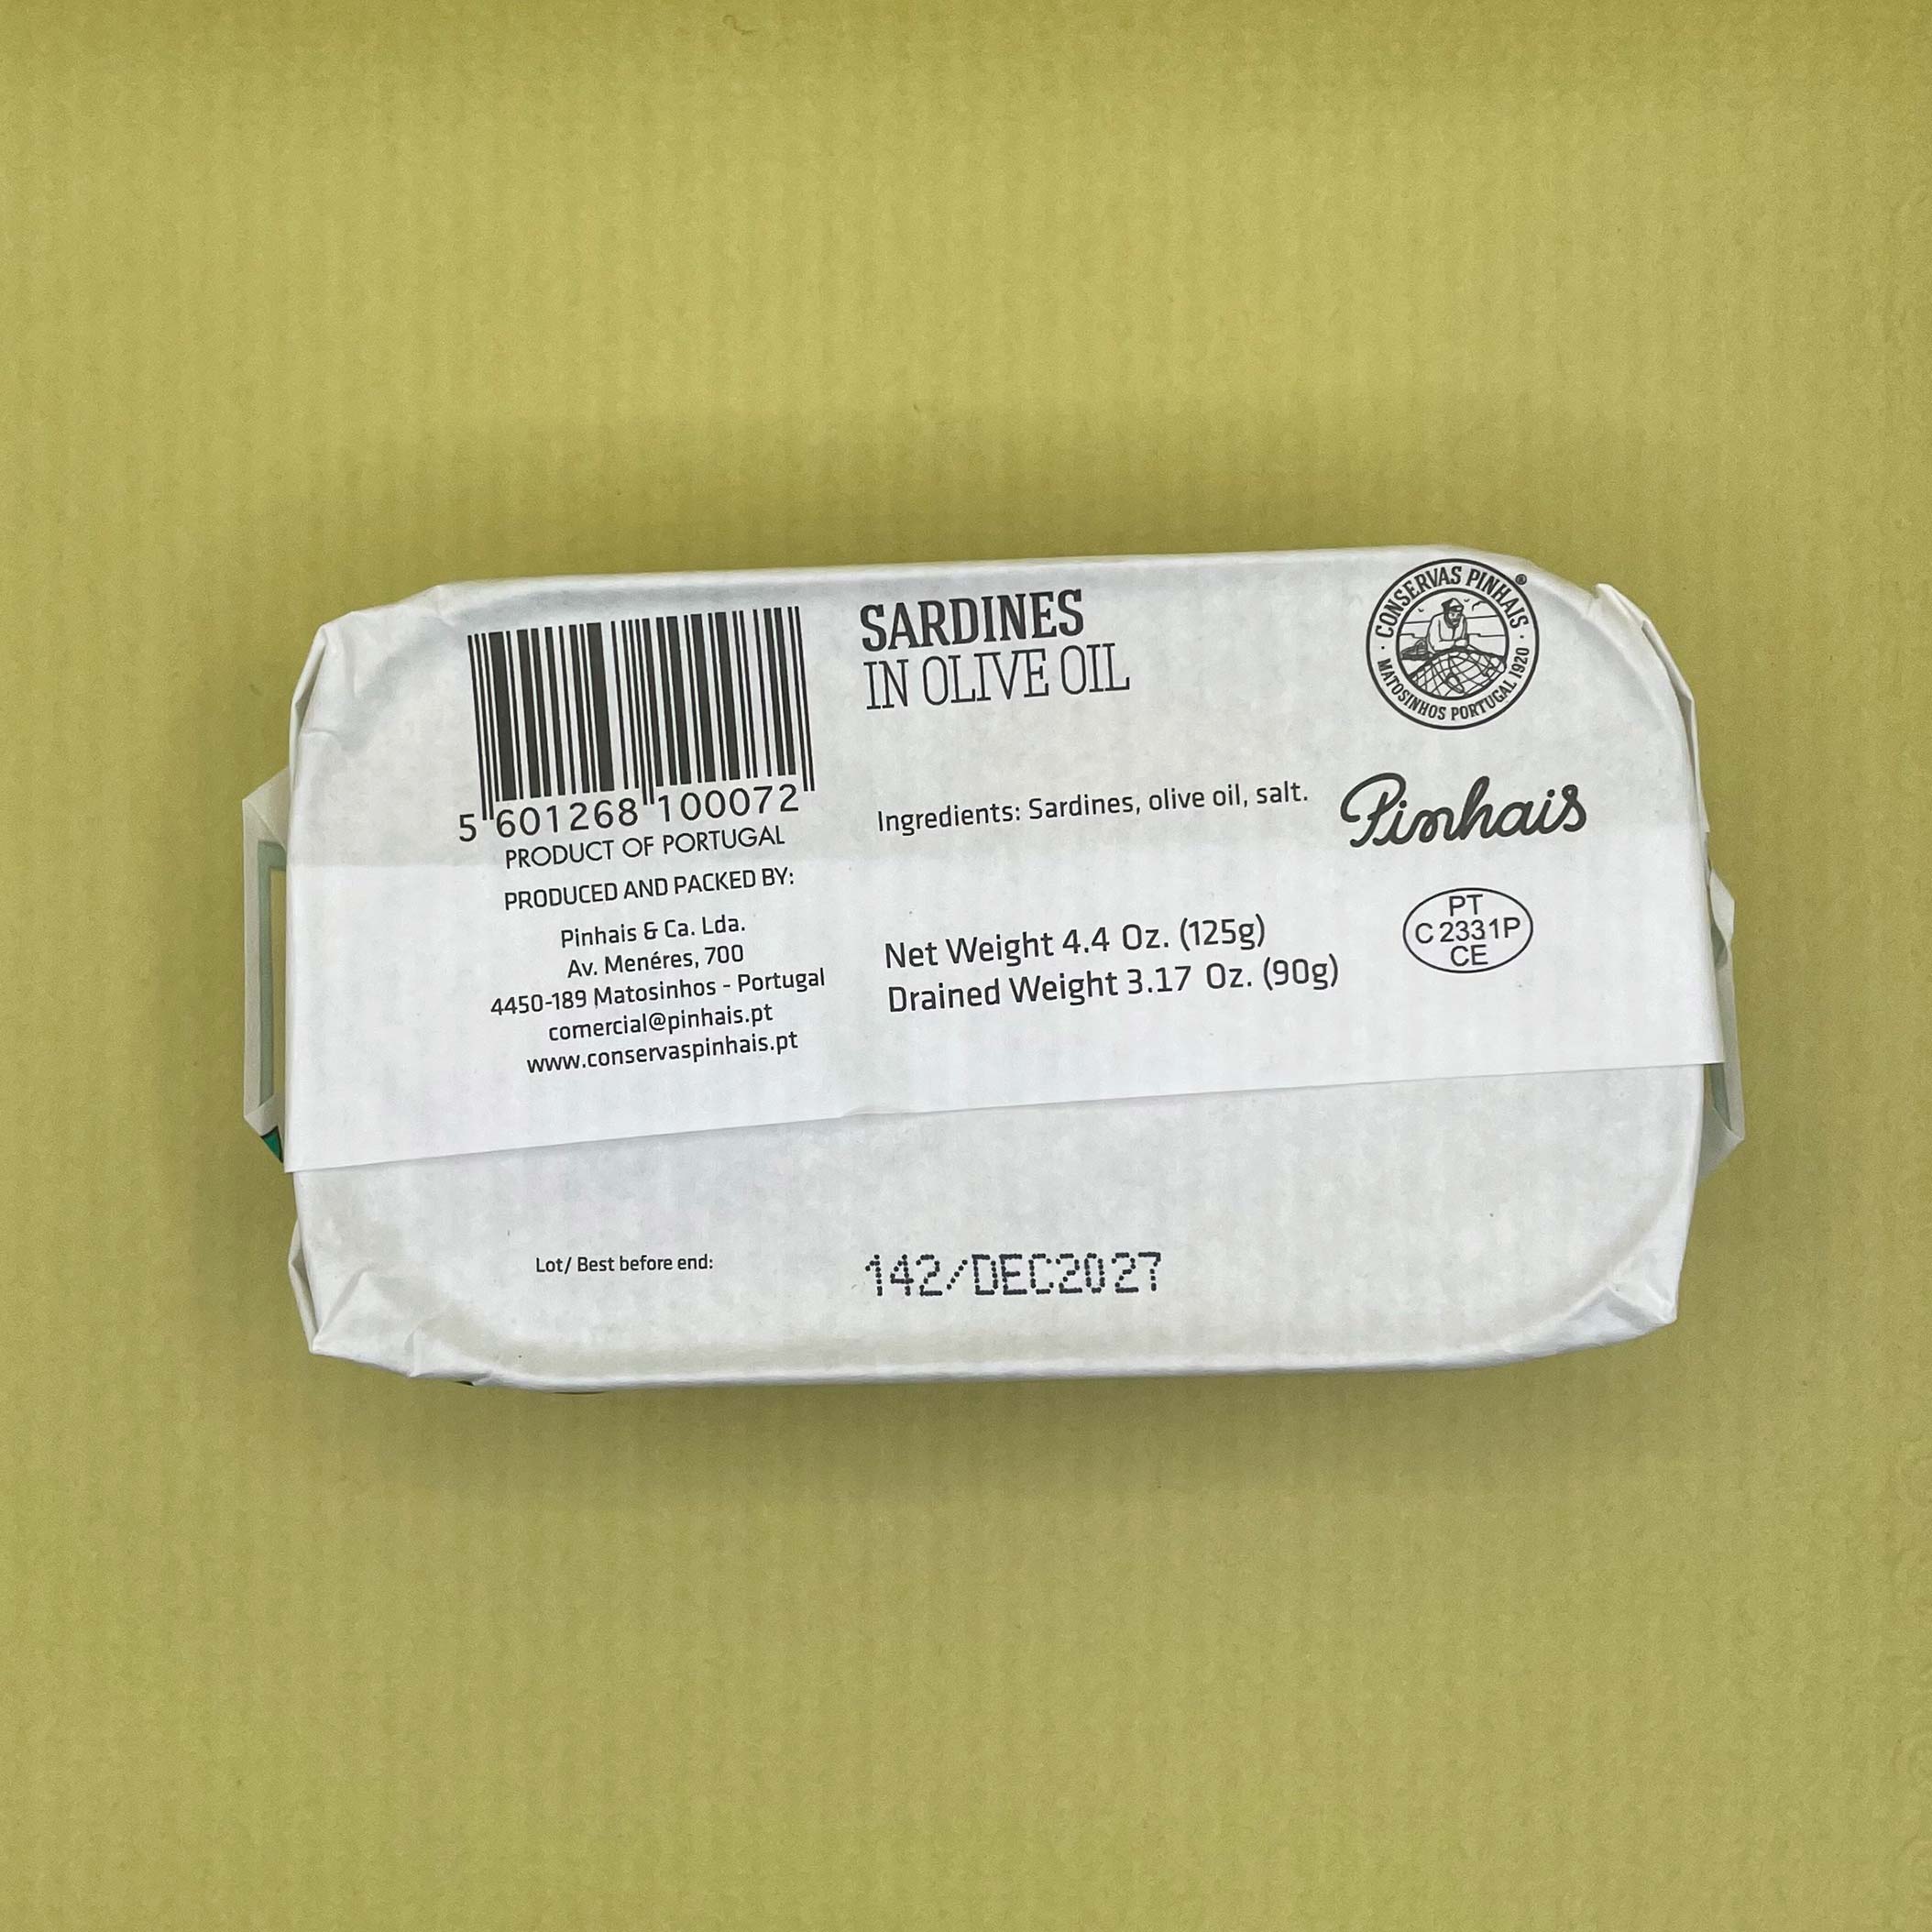 SARDINES
IN OLIVE OIL
CONSERVAS PINHAIS ®
· MATOSINHOS PORTUGAL 1920 ·
5 601268 100072
PRODUCT OF PORTUGAL
PRODUCED AND PACKED BY:
Pinhais & Ca. Lda.
Av. Menéres, 700
4450-189 Matosinhos - Portugal
comercial@pinhais.pt
www.conservaspinhais.pt
Ingredients: Sardines, olive oil, salt.
Pinhais
Net Weight 4.4 Oz. (125g)
Drained Weight 3.17 Oz. (90g)
PT
C 2331P
CE
Lot/ Best before end:
142/DEC2027